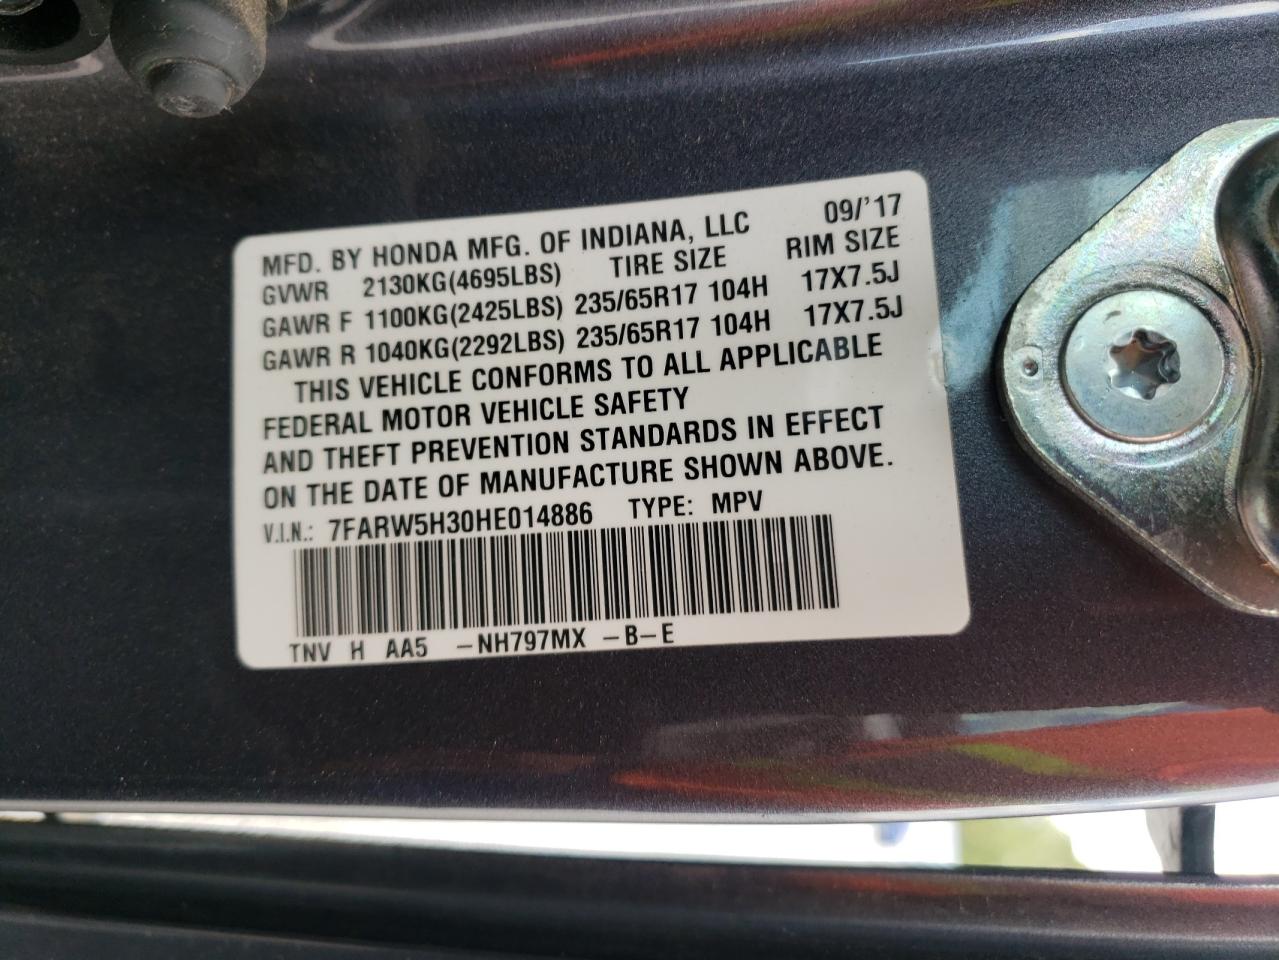 MFD. BY HONDA MFG. OF INDIANA, LLC 09/'17
GVWR 2130KG(4695LBS) TIRE SIZE RIM SIZE
GAWR F 1100KG(2425LBS) 235/65R17 104H 17X7.5J
GAWR R 1040KG(2292LBS) 235/65R17 104H 17X7.5J
THIS VEHICLE CONFORMS TO ALL APPLICABLE
FEDERAL MOTOR VEHICLE SAFETY
AND THEFT PREVENTION STANDARDS IN EFFECT
ON THE DATE OF MANUFACTURE SHOWN ABOVE.
V.I.N.: 7FARW5H30HE014886 TYPE: MPV
TNV H AA5 -NH797MX -B-E